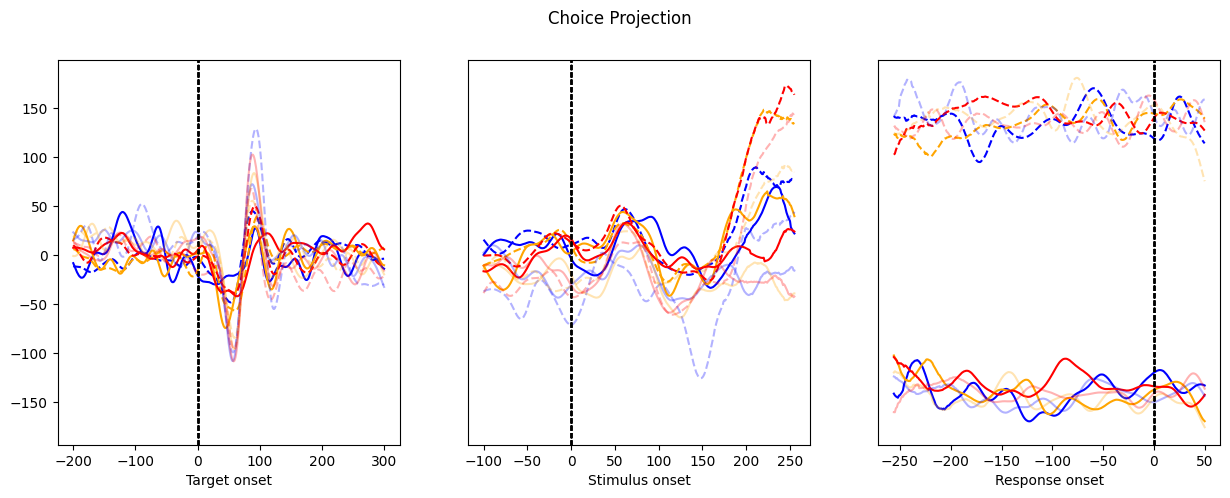 Choice Projection
150
100
50
0
−50
−100
−150
−200 −100 0 100 200 300
Target onset
−100 −50 0 50 100 150 200 250
Stimulus onset
−250 −200 −150 −100 −50 0 50
Response onset